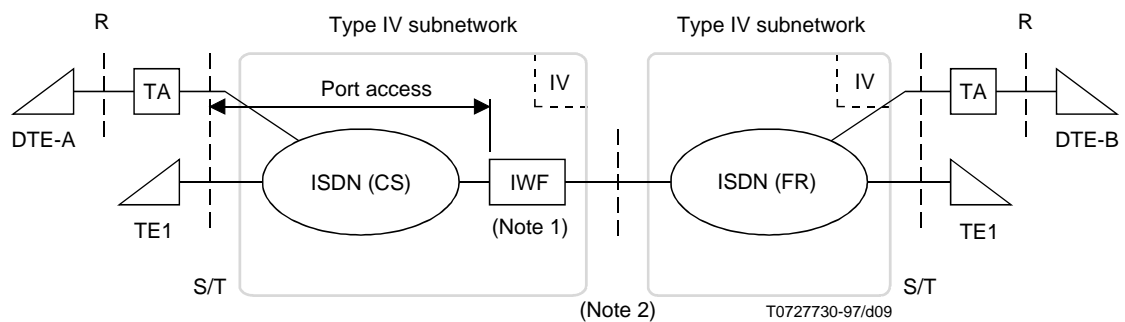 R
Type IV subnetwork
Type IV subnetwork
R
TA
Port access
IV
IV
TA
DTE-A
DTE-B
ISDN (CS)
IWF
ISDN (FR)
TE1
(Note 1)
TE1
S/T
S/T
(Note 2)
T0727730-97/d09